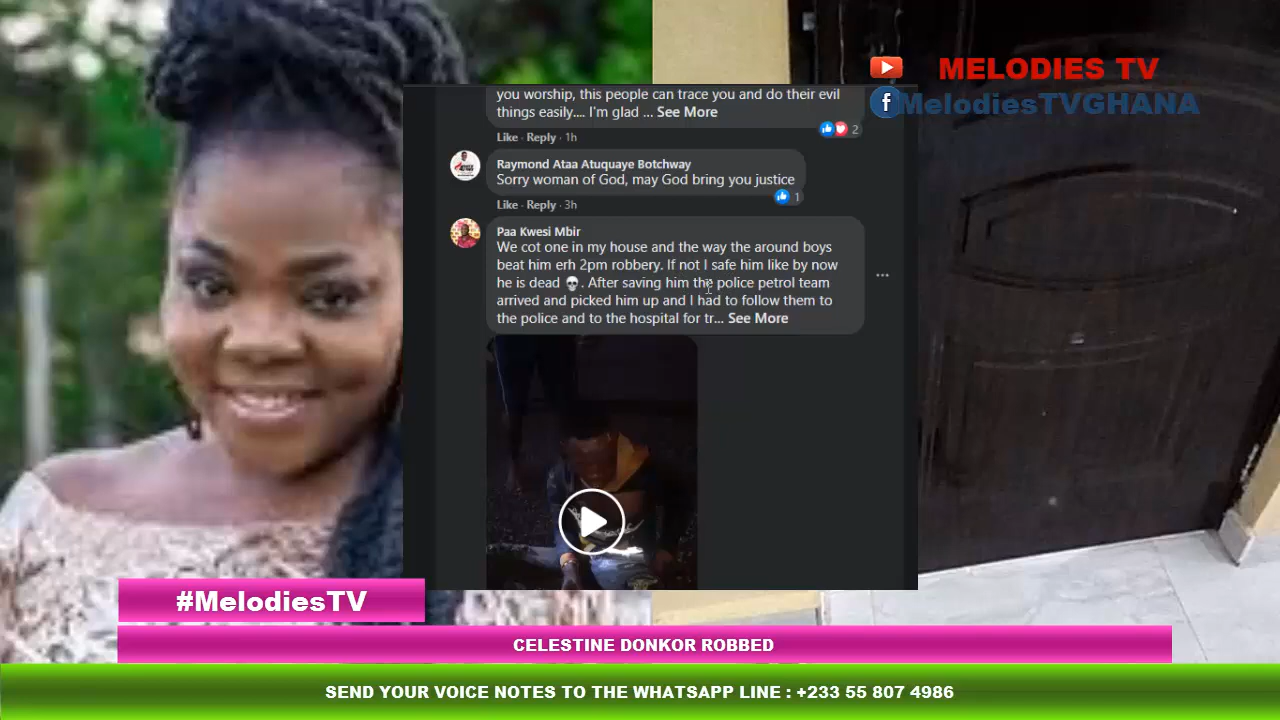 MELODIES TV
MelodiesTVGHANA
you worship, this people can trace you and do their evil
things easily.... I'm glad ... See More
2
Like · Reply · 1h
Raymond Ataa Atuquaye Botchway
Sorry woman of God, may God bring you justice
1
Like · Reply · 3h
Paa Kwesi Mbir
We cot one in my house and the way the around boys
beat him erh 2pm robbery. If not I safe him like by now
he is dead 💀. After saving him the police petrol team
arrived and picked him up and I had to follow them to
the police and to the hospital for tr... See More
#MelodiesTV
CELESTINE DONKOR ROBBED
SEND YOUR VOICE NOTES TO THE WHATSAPP LINE : +233 55 807 4986